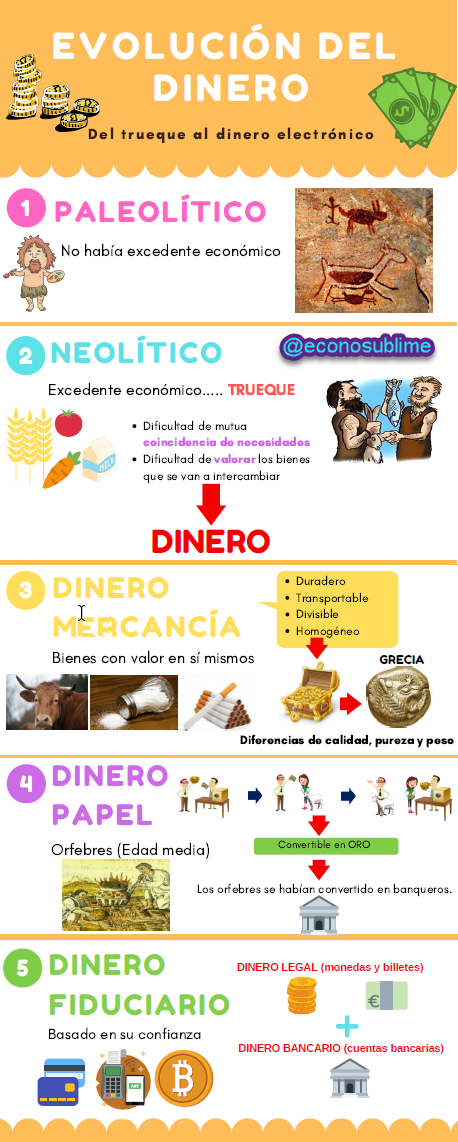 EVOLUCIÓN DEL
DINERO
Del trueque al dinero electrónico
1
PALEOLÍTICO
No había excedente económico
2
NEOLÍTICO
@econosublime
Excedente económico..... TRUEQUE
• Dificultad de mutua
coincidencia de necesidades
• Dificultad de valorar los bienes
que se van a intercambiar
MILK
DINERO
3
DINERO
MERCANCÍA
Bienes con valor en sí mismos
• Duradero
• Transportable
• Divisible
• Homogéneo
GRECIA
Diferencias de calidad, pureza y peso
4
DINERO
PAPEL
Orfebres (Edad media)
Convertible en ORO
Los orfebres se habían convertido en banqueros.
5
DINERO
FIDUCIARIO
Basado en su confianza
DINERO LEGAL (monedas y billetes)
€
DINERO BANCARIO (cuentas bancarias)
PAY